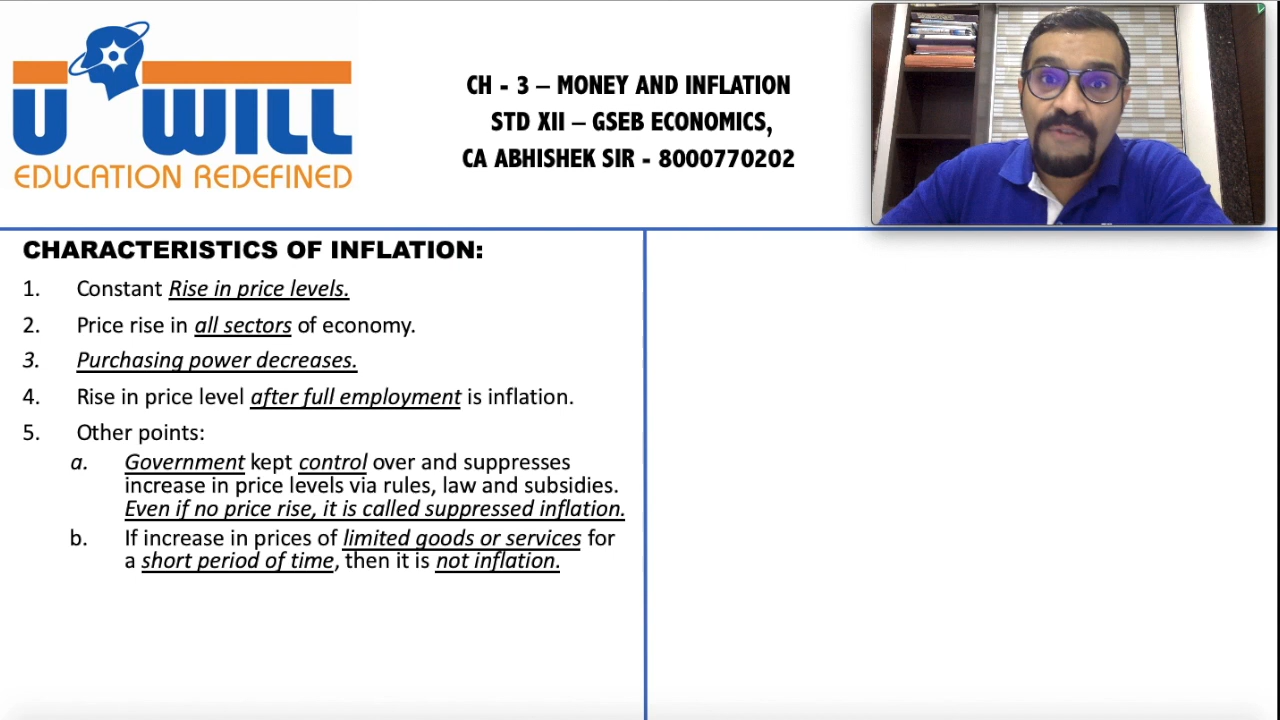 U WILL
EDUCATION REDEFINED
CH - 3 – MONEY AND INFLATION
STD XII – GSEB ECONOMICS,
CA ABHISHEK SIR - 8000770202
CHARACTERISTICS OF INFLATION:
1. Constant Rise in price levels.
2. Price rise in all sectors of economy.
3. Purchasing power decreases.
4. Rise in price level after full employment is inflation.
5. Other points:
a. Government kept control over and suppresses
increase in price levels via rules, law and subsidies.
Even if no price rise, it is called suppressed inflation.
b. If increase in prices of limited goods or services for
a short period of time, then it is not inflation.